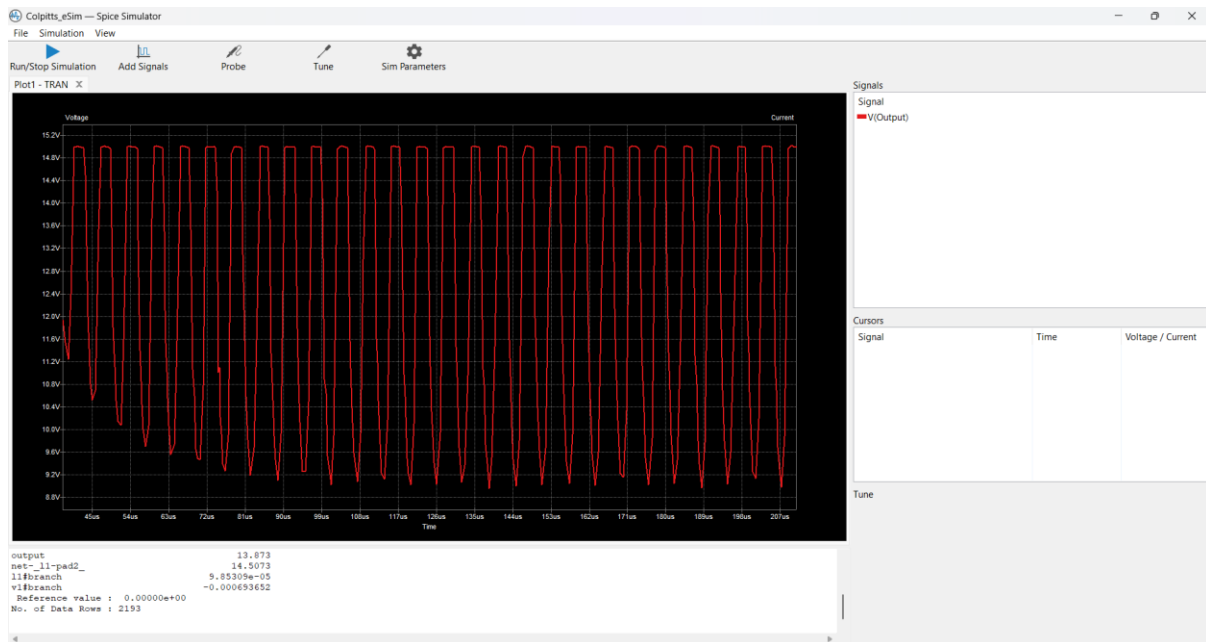 Colpitts_eSim — Spice Simulator
File Simulation View
Run/Stop Simulation Add Signals Probe Tune Sim Parameters
Plot1 - TRAN X
Voltage Current
15.2V
14.8V
14.4V
14.0V
13.6V
13.2V
12.8V
12.4V
12.0V
11.6V
11.2V
10.8V
10.4V
10.0V
9.6V
9.2V
8.8V
45us 54us 63us 72us 81us 90us 99us 108us 117us 126us 135us 144us 153us 162us 171us 180us 189us 198us 207us
Time
Signals
Signal
V(Output)
Cursors
Signal Time Voltage / Current
Tune
output 13.873
net-_l1-pad2_ 14.5073
l1#branch 9.85309e-05
v1#branch -0.000693652
Reference value : 0.00000e+00
No. of Data Rows : 2193